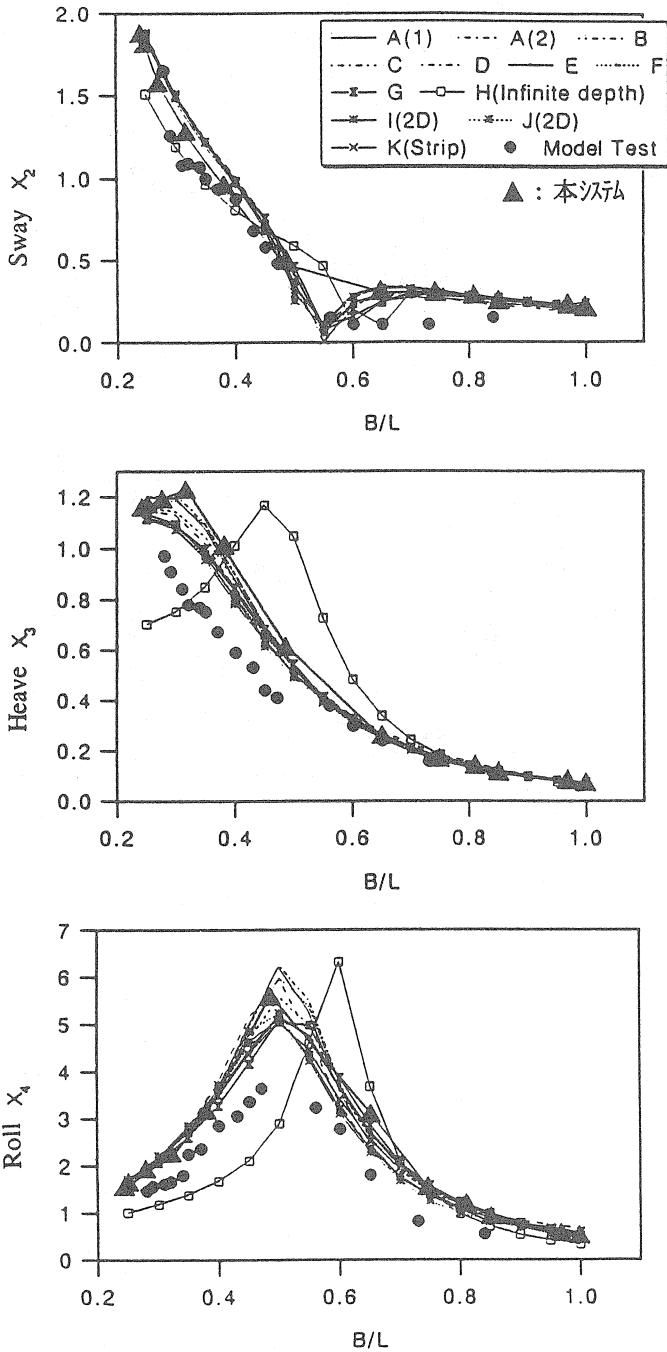 A(1) A(2) B
C D E F
G H(Infinite depth)
I(2D) J(2D)
K(Strip) Model Test
: 本システム
Sway X2
2.0
1.5
1.0
0.5
0.0
0.2 0.4 0.6 0.8 1.0
B/L
Heave X3
1.2
1.0
0.8
0.6
0.4
0.2
0.0
0.2 0.4 0.6 0.8 1.0
B/L
Roll X4
7
6
5
4
3
2
1
0
0.2 0.4 0.6 0.8 1.0
B/L